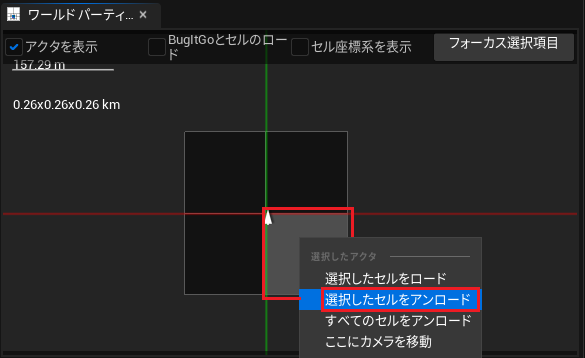 ワールド パーティ...
アクタを表示
BugItGoとセルのロー
ド
セル座標系を表示
フォーカス選択項目
157.29 m
0.26x0.26x0.26 km
選択したアクタ
選択したセルをロード
選択したセルをアンロード
すべてのセルをアンロード
ここにカメラを移動